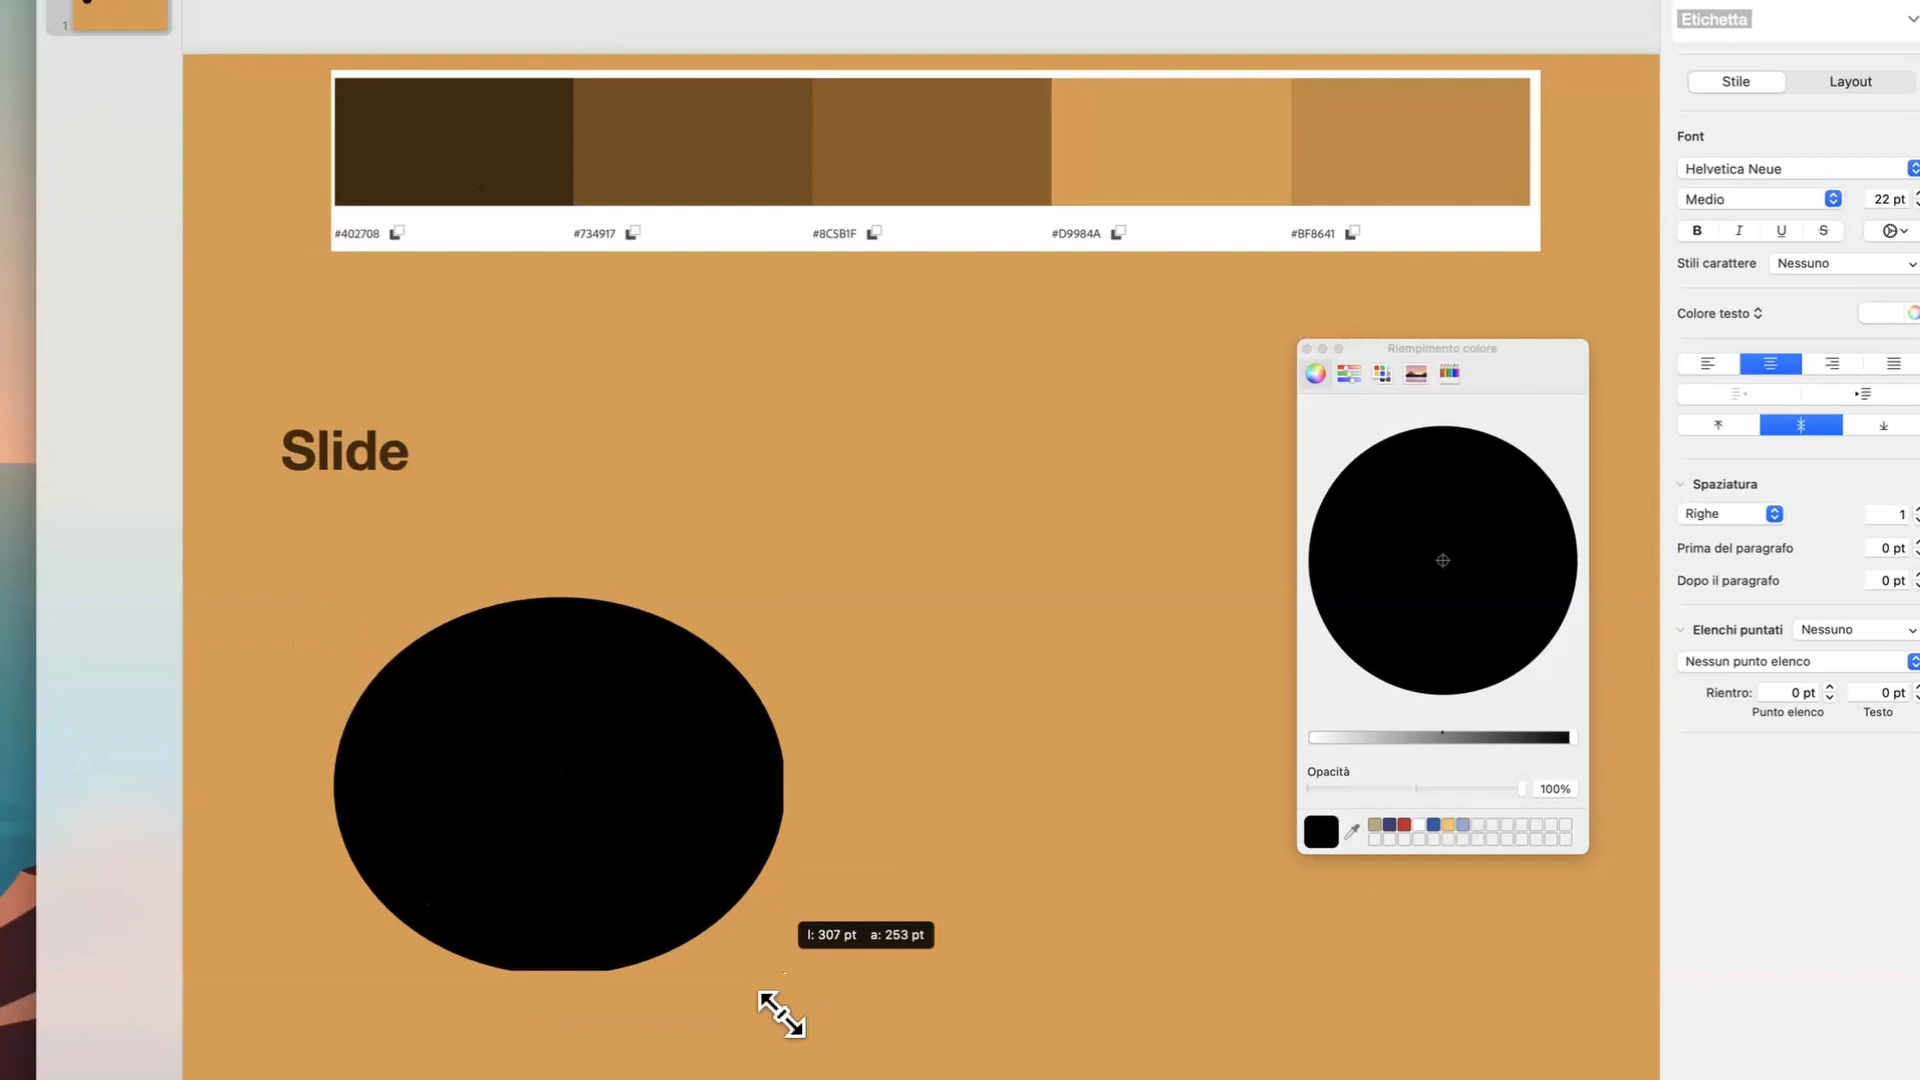 1
Etichetta
Stile
Layout
#402708
#734917
#8C5B1F
#D9984A
#BF8641
Slide
l: 307 pt a: 253 pt
Riempimento colore
Opacità
100%
Font
Helvetica Neue
Medio
22 pt
B I U S
Stili carattere
Nessuno
Colore testo
Spaziatura
Righe
1
Prima del paragrafo
0 pt
Dopo il paragrafo
0 pt
Elenchi puntati
Nessuno
Nessun punto elenco
Rientro:
0 pt
0 pt
Punto elenco
Testo